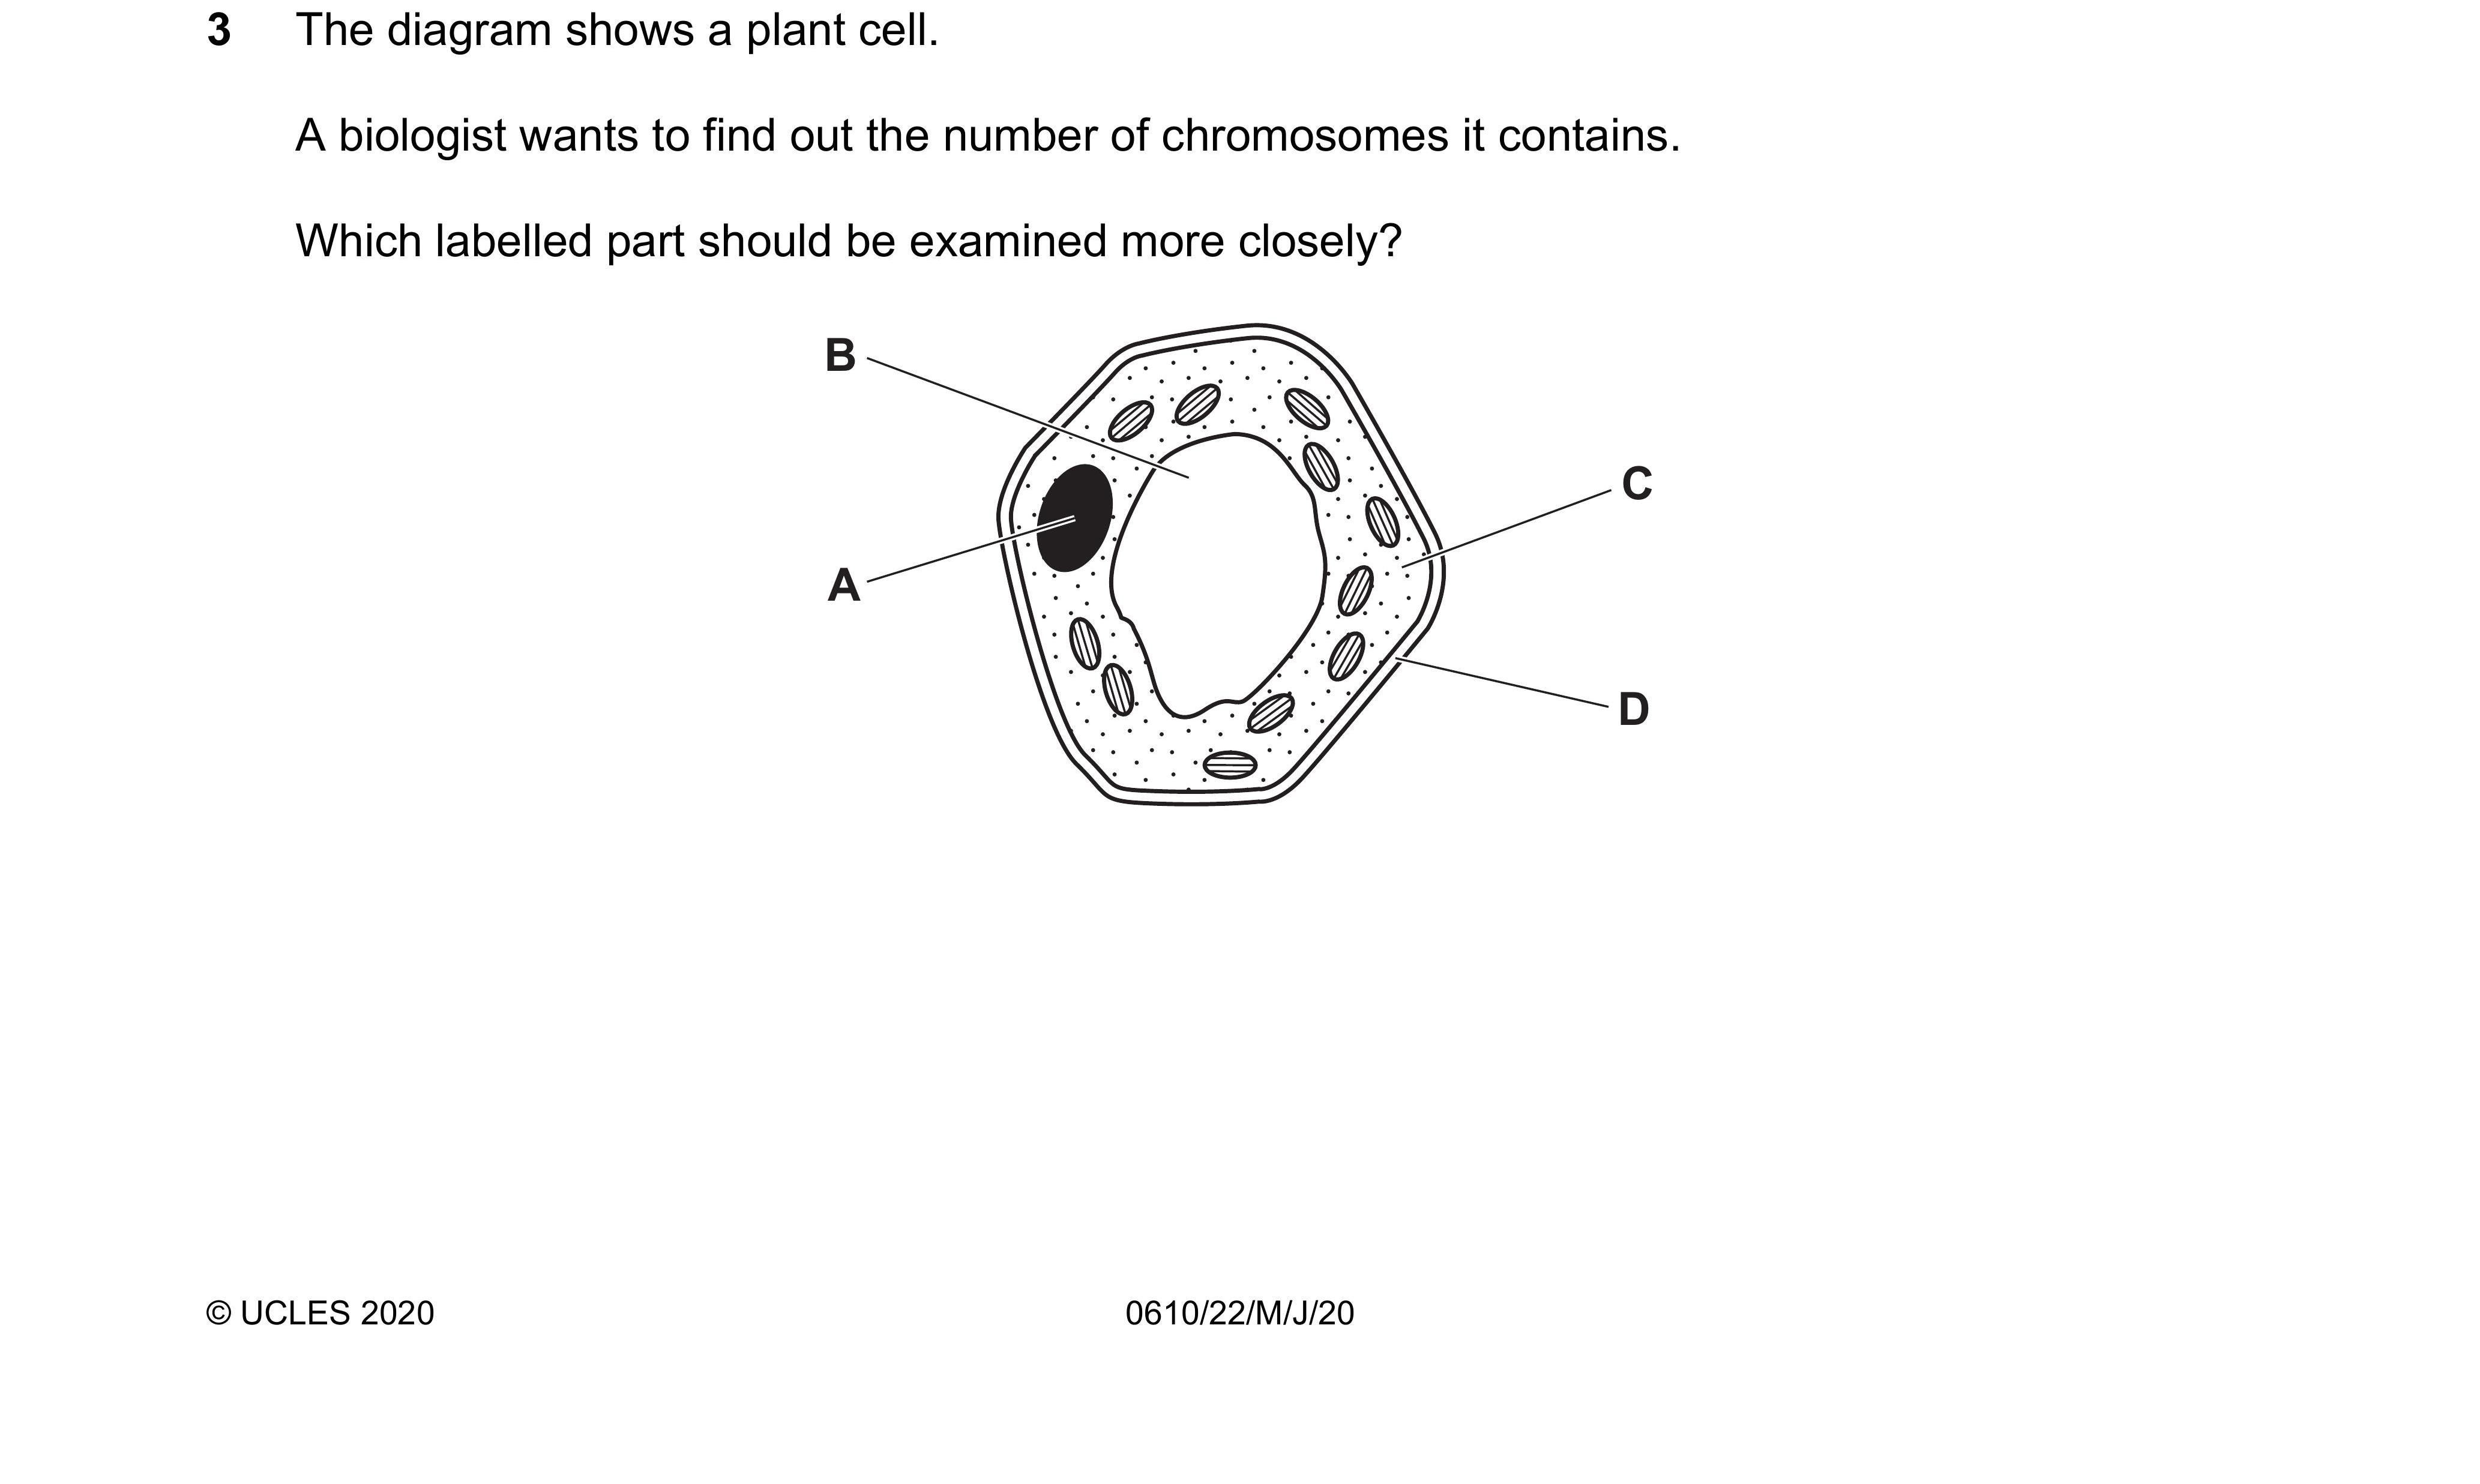 3 The diagram shows a plant cell.
A biologist wants to find out the number of chromosomes it contains.
Which labelled part should be examined more closely?
B
C
A
D
© UCLES 2020 0610/22/M/J/20